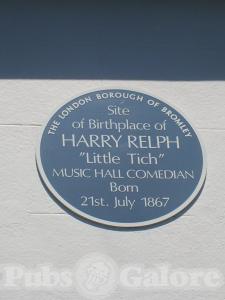 THE LONDON BOROUGH OF BROMLEY
Site
of Birthplace of
HARRY RELPH
"Little Tich"
MUSIC HALL COMEDIAN
Born
21st. July 1867
Pubs Galore